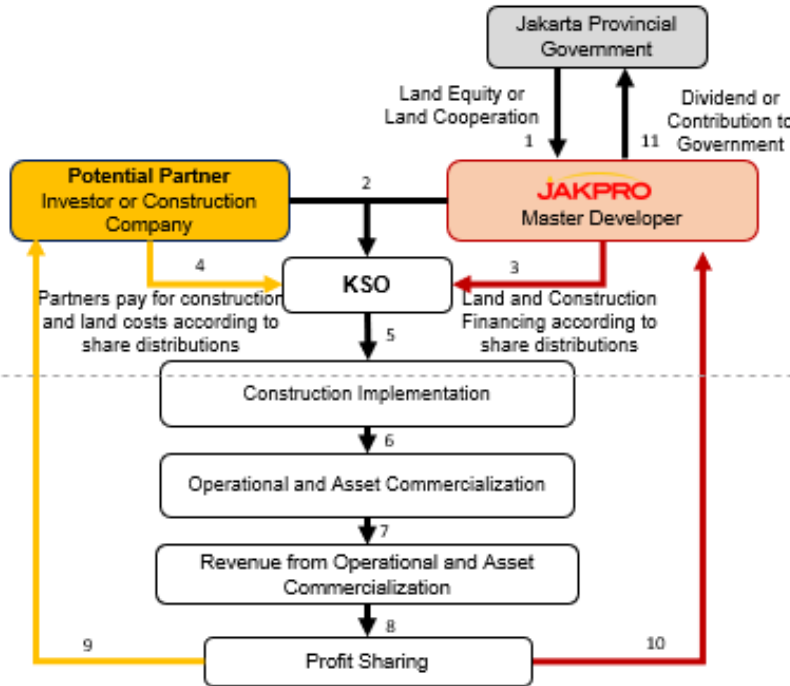 Jakarta Provincial
Government
Land Equity or
Land Cooperation
1
11
Dividend or
Contribution to
Government
Potential Partner
Investor or Construction
Company
2
JAKPRO
Master Developer
4
KSO
3
Partners pay for construction
and land costs according to
share distributions
Land and Construction
Financing according to
share distributions
5
Construction Implementation
6
Operational and Asset Commercialization
7
Revenue from Operational and Asset
Commercialization
8
9
Profit Sharing
10